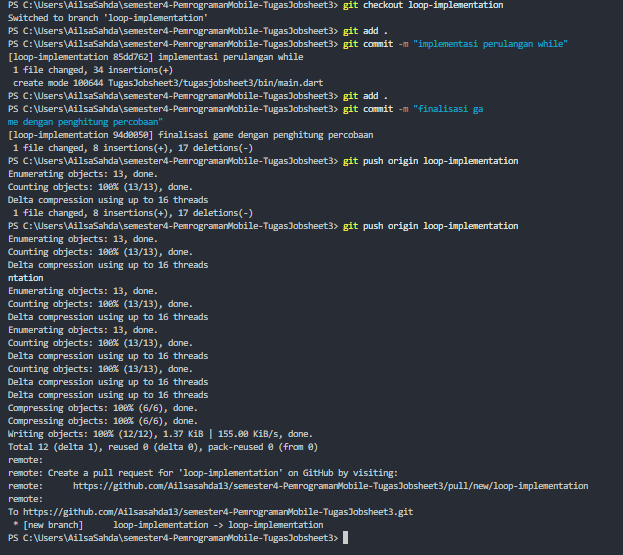 PS C:\Users\AilsaSahda\semester4-PemrogramanMobile-TugasJobsheet3> git checkout loop-implementation
Switched to branch 'loop-implementation'
PS C:\Users\AilsaSahda\semester4-PemrogramanMobile-TugasJobsheet3> git add .
PS C:\Users\AilsaSahda\semester4-PemrogramanMobile-TugasJobsheet3> git commit -m "implementasi perulangan while"
[loop-implementation 85dd762] implementasi perulangan while
 1 file changed, 34 insertions(+)
 create mode 100644 TugasJobsheet3/tugasjobsheet3/bin/main.dart
PS C:\Users\AilsaSahda\semester4-PemrogramanMobile-TugasJobsheet3> git add .
PS C:\Users\AilsaSahda\semester4-PemrogramanMobile-TugasJobsheet3> git commit -m "finalisasi ga
me dengan penghitung percobaan"
[loop-implementation 94d0050] finalisasi game dengan penghitung percobaan
 1 file changed, 8 insertions(+), 17 deletions(-)
PS C:\Users\AilsaSahda\semester4-PemrogramanMobile-TugasJobsheet3> git push origin loop-implementation
Enumerating objects: 13, done.
Counting objects: 100% (13/13), done.
Delta compression using up to 16 threads
 1 file changed, 8 insertions(+), 17 deletions(-)
PS C:\Users\AilsaSahda\semester4-PemrogramanMobile-TugasJobsheet3> git push origin loop-implementation
Enumerating objects: 13, done.
Counting objects: 100% (13/13), done.
Delta compression using up to 16 threads
ntation
Enumerating objects: 13, done.
Counting objects: 100% (13/13), done.
Delta compression using up to 16 threads
Enumerating objects: 13, done.
Counting objects: 100% (13/13), done.
Delta compression using up to 16 threads
Counting objects: 100% (13/13), done.
Delta compression using up to 16 threads
Delta compression using up to 16 threads
Compressing objects: 100% (6/6), done.
Compressing objects: 100% (6/6), done.
Writing objects: 100% (12/12), 1.37 KiB | 155.00 KiB/s, done.
Total 12 (delta 1), reused 0 (delta 0), pack-reused 0 (from 0)
remote:
remote: Create a pull request for 'loop-implementation' on GitHub by visiting:
remote:      https://github.com/Ailsasahda13/semester4-PemrogramanMobile-TugasJobsheet3/pull/new/loop-implementation
remote:
To https://github.com/Ailsasahda13/semester4-PemrogramanMobile-TugasJobsheet3.git
 * [new branch]      loop-implementation -> loop-implementation
PS C:\Users\AilsaSahda\semester4-PemrogramanMobile-TugasJobsheet3>